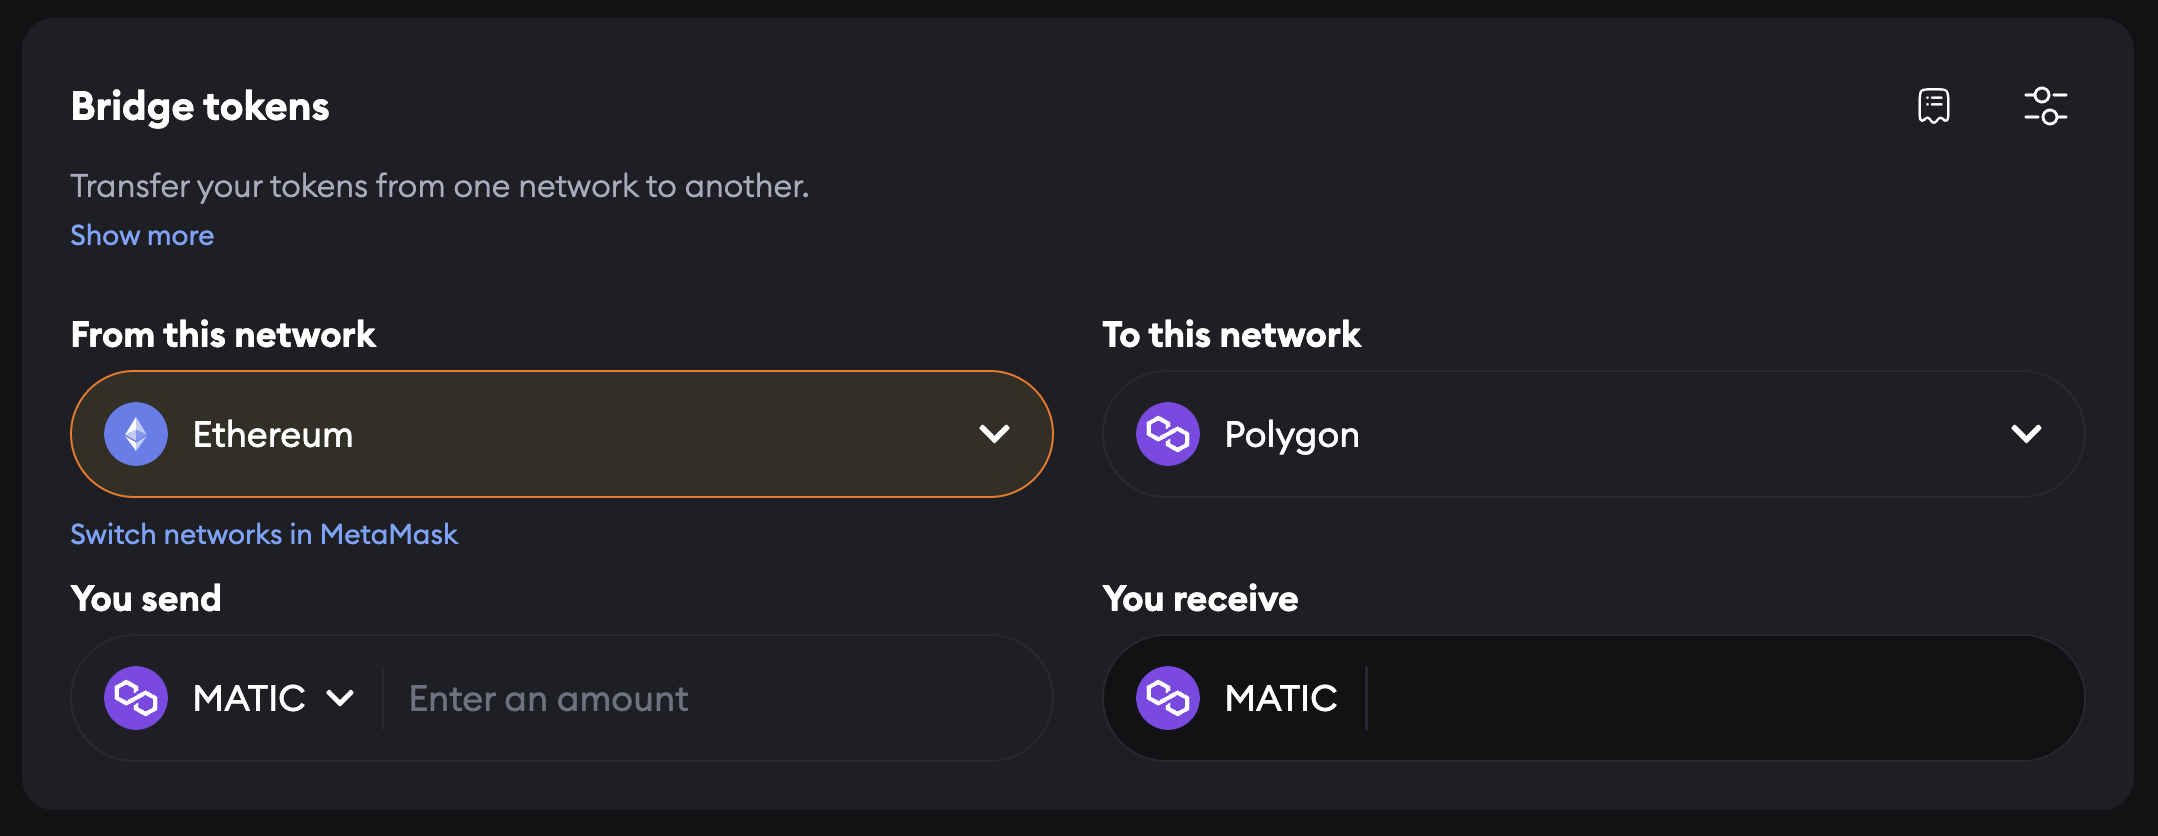 Bridge tokens
Transfer your tokens from one network to another.
Show more
From this network
Ethereum
Switch networks in MetaMask
To this network
Polygon
You send
MATIC
Enter an amount
You receive
MATIC